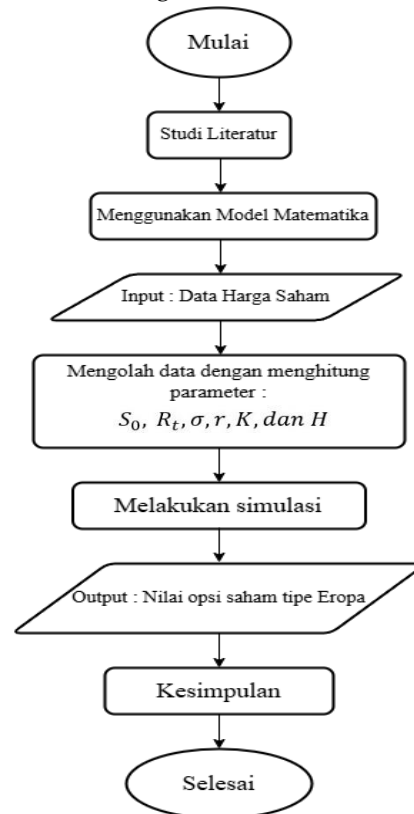 Mulai
Studi Literatur
Menggunakan Model Matematika
Input : Data Harga Saham
Mengolah data dengan menghitung
parameter :
S₀, Rₜ, σ, r, K, dan H
Melakukan simulasi
Output : Nilai opsi saham tipe Eropa
Kesimpulan
Selesai